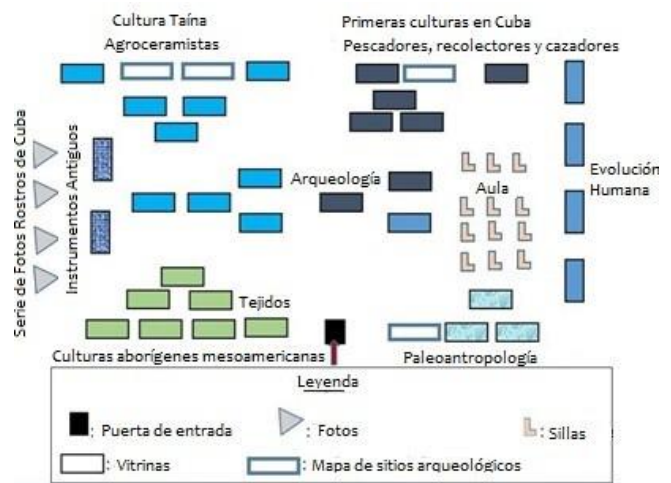 Cultura Taína
Agroceramistas
Primeras culturas en Cuba
Pescadores, recolectores y cazadores
Serie de Fotos Rostros de Cuba
Instrumentos Antiguos
Arqueología
Aula
Evolución
Humana
Tejidos
Culturas aborígenes mesoamericanas
Paleoantropología
Leyenda
: Puerta de entrada
: Fotos
: Sillas
: Vitrinas
: Mapa de sitios arqueológicos